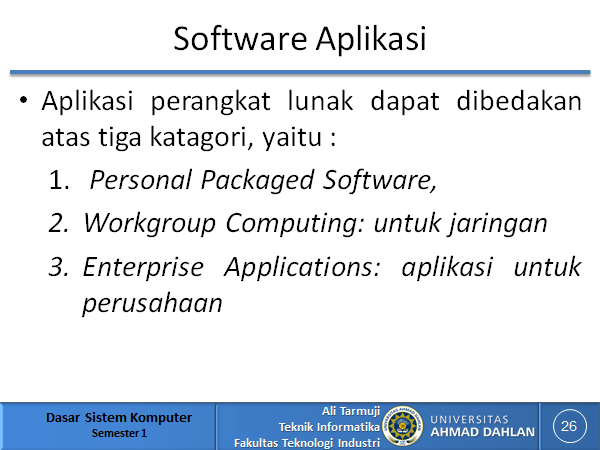 Software Aplikasi
• Aplikasi perangkat lunak dapat dibedakan
atas tiga katagori, yaitu :
1. Personal Packaged Software,
2. Workgroup Computing: untuk jaringan
3. Enterprise Applications: aplikasi untuk
perusahaan
Dasar Sistem Komputer
Semester 1
Ali Tarmuji
Teknik Informatika
Fakultas Teknologi Industri
UNIVERSITAS
AHMAD DAHLAN
26